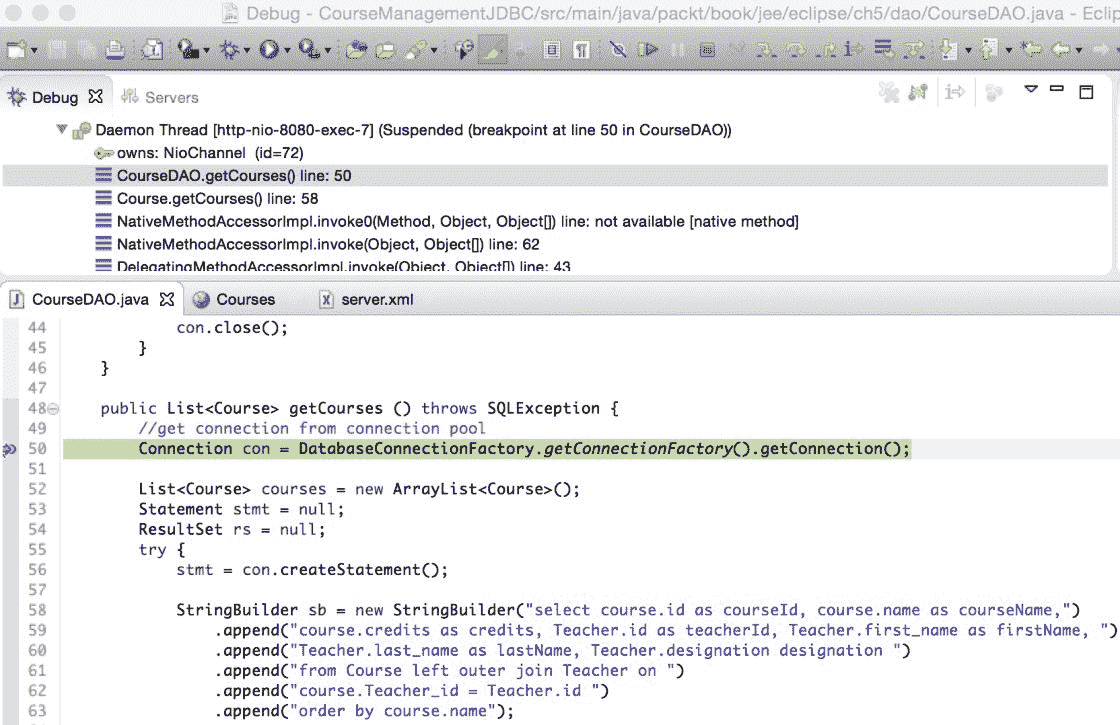 Debug - CourseManagementJDBC/src/main/java/packt/book/jee/eclipse/ch5/dao/CourseDAO.java - Eclip
Debug Servers
Daemon Thread [http-nio-8080-exec-7] (Suspended (breakpoint at line 50 in CourseDAO))
owns: NioChannel (id=72)
CourseDAO.getCourses() line: 50
Course.getCourses() line: 58
NativeMethodAccessorImpl.invoke0(Method, Object, Object[]) line: not available [native method]
NativeMethodAccessorImpl.invoke(Object, Object[]) line: 62
DelegatingMethodAccessorImpl.invoke(Object, Object[]) line: 43
CourseDAO.java Courses server.xml
44 con.close();
45 }
46 }
47
48 public List<Course> getCourses () throws SQLException {
49 //get connection from connection pool
50 Connection con = DatabaseConnectionFactory.getConnectionFactory().getConnection();
51
52 List<Course> courses = new ArrayList<Course>();
53 Statement stmt = null;
54 ResultSet rs = null;
55 try {
56 stmt = con.createStatement();
57
58 StringBuilder sb = new StringBuilder("select course.id as courseId, course.name as courseName,")
59 .append("course.credits as credits, Teacher.id as teacherId, Teacher.first_name as firstName, ")
60 .append("Teacher.last_name as lastName, Teacher.designation designation ")
61 .append("from Course left outer join Teacher on ")
62 .append("course.Teacher_id = Teacher.id ")
63 .append("order by course.name");